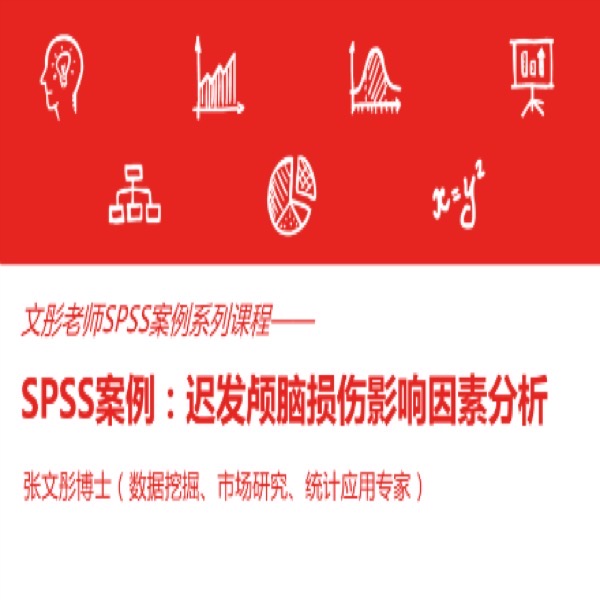 x=y²
文彤老师SPSS案例系列课程——
SPSS案例：迟发颅脑损伤影响因素分析
张文彤博士（数据挖掘、市场研究、统计应用专家）